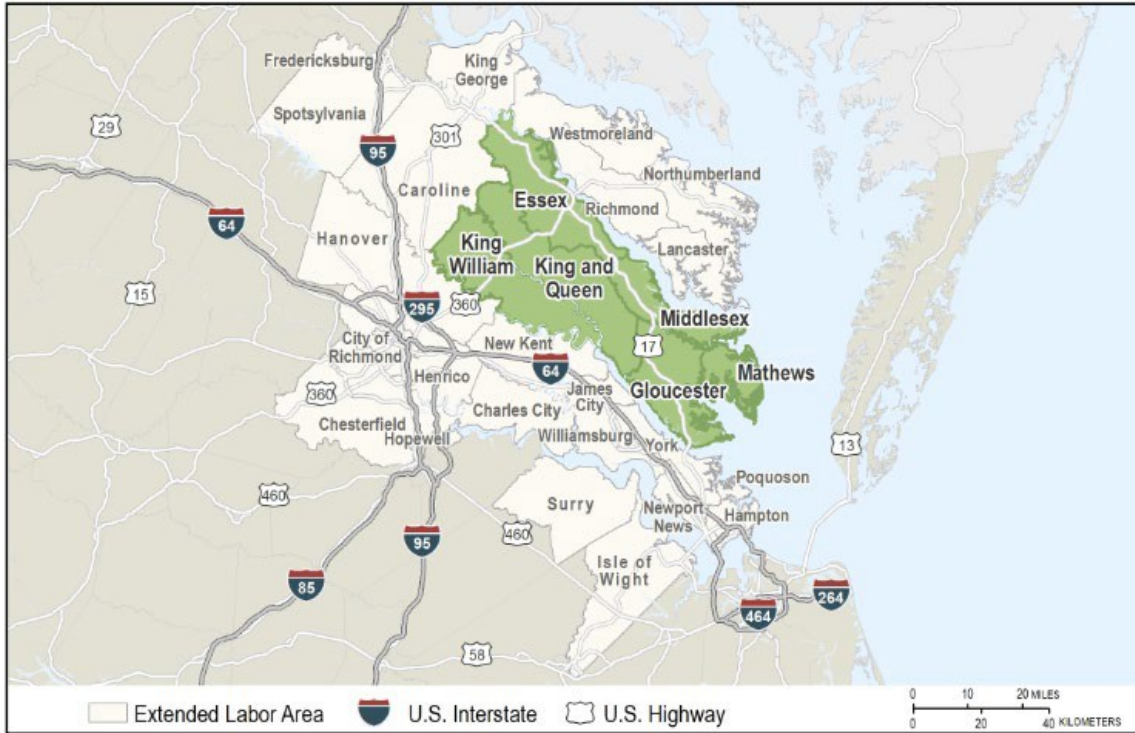 Fredericksburg
King
George
Spotsylvania
29
301
95
Westmoreland
Northumberland
Caroline
Essex
Richmond
64
Hanover
King
William
King and
Queen
Lancaster
15
295
360
Middlesex
City of
Richmond
New Kent
17
64
Mathews
Henrico
James
City
Gloucester
360
Charles City
Chesterfield
Hopewell
Williamsburg
York
13
Poquoson
460
Surry
Newport
News
Hampton
95
460
Isle of
Wight
85
264
464
58
Extended Labor Area
U.S. Interstate
U.S. Highway
0 10 20 MILES
0 20 40 KILOMETERS